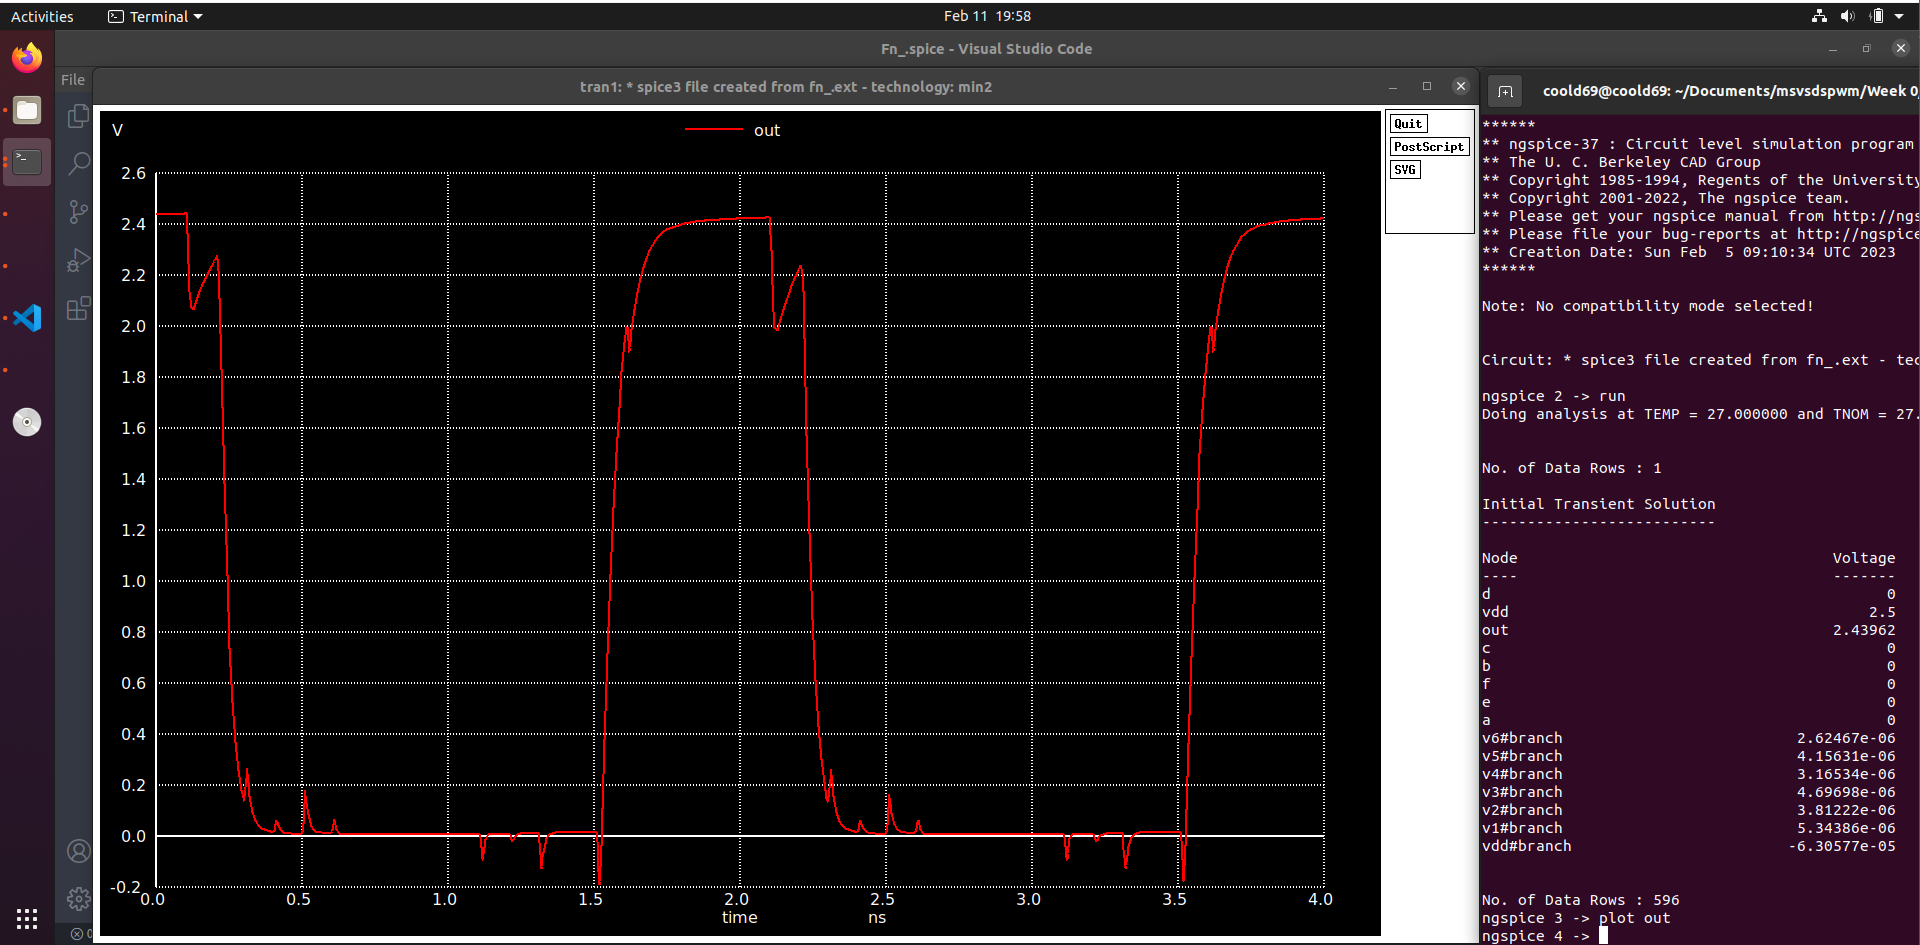 Activities
Terminal
Feb 11 19:58
Fn_.spice - Visual Studio Code
File
tran1: * spice3 file created from fn_.ext - technology: min2
V
out
2.6
2.4
2.2
2.0
1.8
1.6
1.4
1.2
1.0
0.8
0.6
0.4
0.2
0.0
-0.2
0.0 0.5 1.0 1.5 2.0 2.5 3.0 3.5 4.0
time ns
Quit
PostScript
SVG
0
coold69@coold69: ~/Documents/msvsdspwm/Week 0
******
** ngspice-37 : Circuit level simulation program
** The U. C. Berkeley CAD Group
** Copyright 1985-1994, Regents of the University
** Copyright 2001-2022, The ngspice team.
** Please get your ngspice manual from http://ngs
** Please file your bug-reports at http://ngspice
** Creation Date: Sun Feb  5 09:10:34 UTC 2023
******
Note: No compatibility mode selected!
Circuit: * spice3 file created from fn_.ext - tec
ngspice 2 -> run
Doing analysis at TEMP = 27.000000 and TNOM = 27.
No. of Data Rows : 1
Initial Transient Solution
--------------------------
Node Voltage
---- -------
d 0
vdd 2.5
out 2.43962
c 0
b 0
f 0
e 0
a 0
v6#branch 2.62467e-06
v5#branch 4.15631e-06
v4#branch 3.16534e-06
v3#branch 4.69698e-06
v2#branch 3.81222e-06
v1#branch 5.34386e-06
vdd#branch -6.30577e-05
No. of Data Rows : 596
ngspice 3 -> plot out
ngspice 4 ->